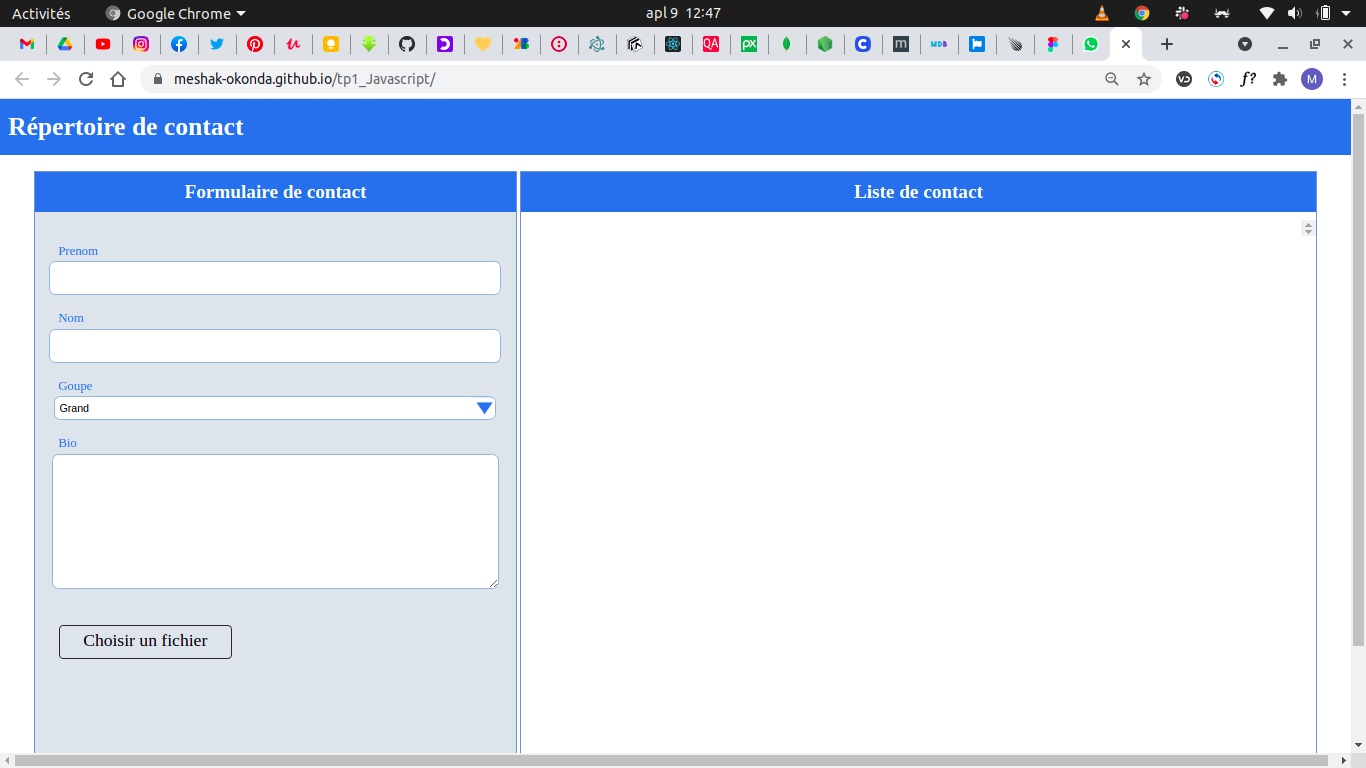 Activités
Google Chrome
apl 9 12:47
meshak-okonda.github.io/tp1_Javascript/
f?
M
Répertoire de contact
Formulaire de contact
Liste de contact
Prenom
Nom
Goupe
Grand
Bio
Choisir un fichier